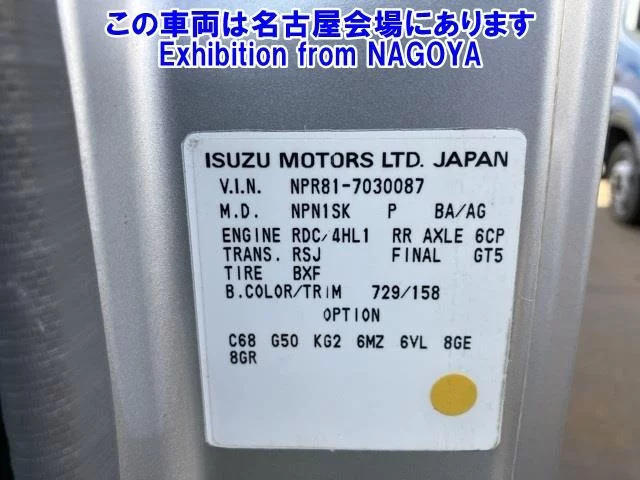 この車両は名古屋会場にあります
Exhibition from NAGOYA
ISUZU MOTORS LTD. JAPAN
V.I.N. NPR81-7030087
M.D. NPN1SK P BA/AG
ENGINE RDC/4HL1 RR AXLE 6CP
TRANS. RSJ FINAL GT5
TIRE BXF
B.COLOR/TRIM 729/158
OPTION
C68 G50 KG2 6MZ 6VL 8GE
8GR